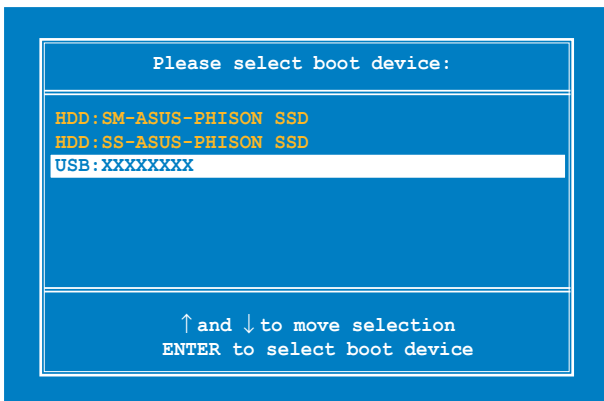 Please select boot device:
HDD:SM-ASUS-PHISON SSD
HDD:SS-ASUS-PHISON SSD
USB:XXXXXXXX
↑ and ↓ to move selection
ENTER to select boot device